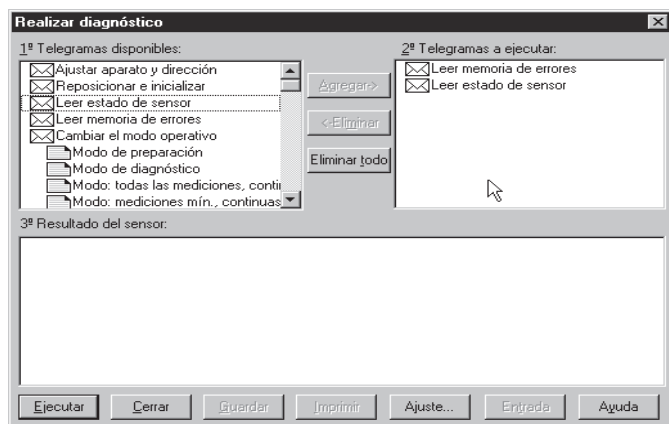 Realizar diagnóstico
1º Telegramas disponibles:
Ajustar aparato y dirección
Reposicionar e inicializar
Leer estado de sensor
Leer memoria de errores
Cambiar el modo operativo
Modo de preparación
Modo de diagnóstico
Modo: todas las mediciones, conti
Modo: mediciones mín., continuas
Agregar->
<-Eliminar
Eliminar todo
2º Telegramas a ejecutar:
Leer memoria de errores
Leer estado de sensor
3º Resultado del sensor:
Ejecutar Cerrar Guardar Imprimir Ajuste... Entrada Ayuda